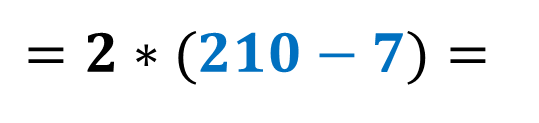 = 2 * (210 − 7) =